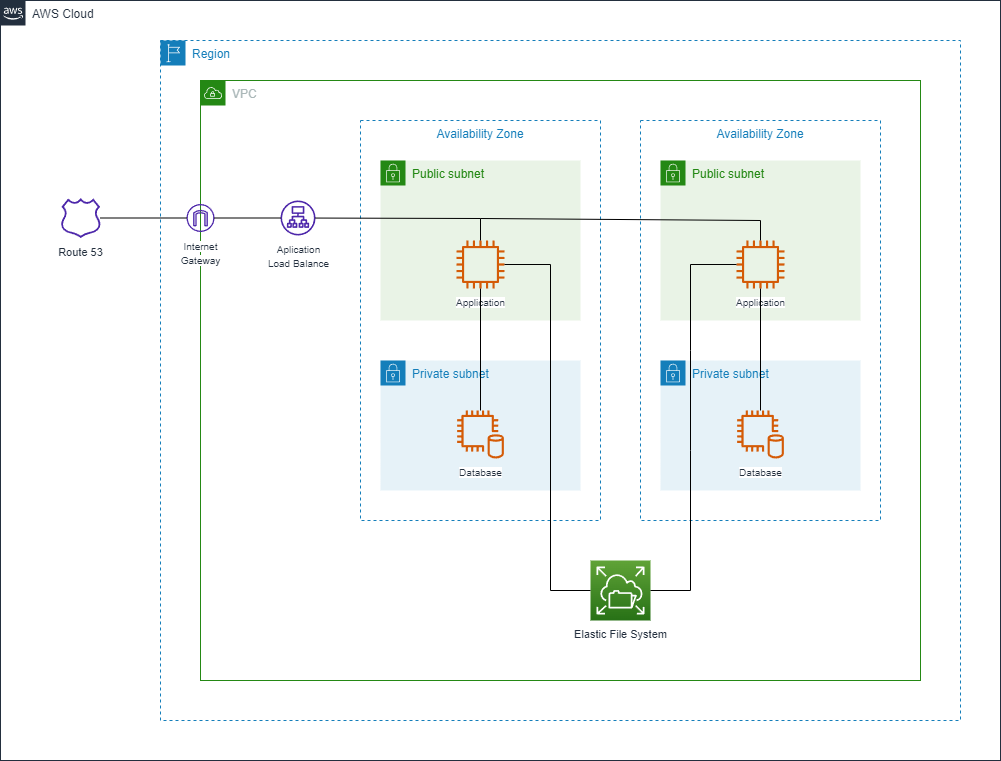 aws
AWS Cloud
Region
VPC
Availability Zone
Availability Zone
Public subnet
Public subnet
Route 53
Internet
Gateway
Aplication
Load Balance
Application
Application
Private subnet
Private subnet
Database
Database
Elastic File System